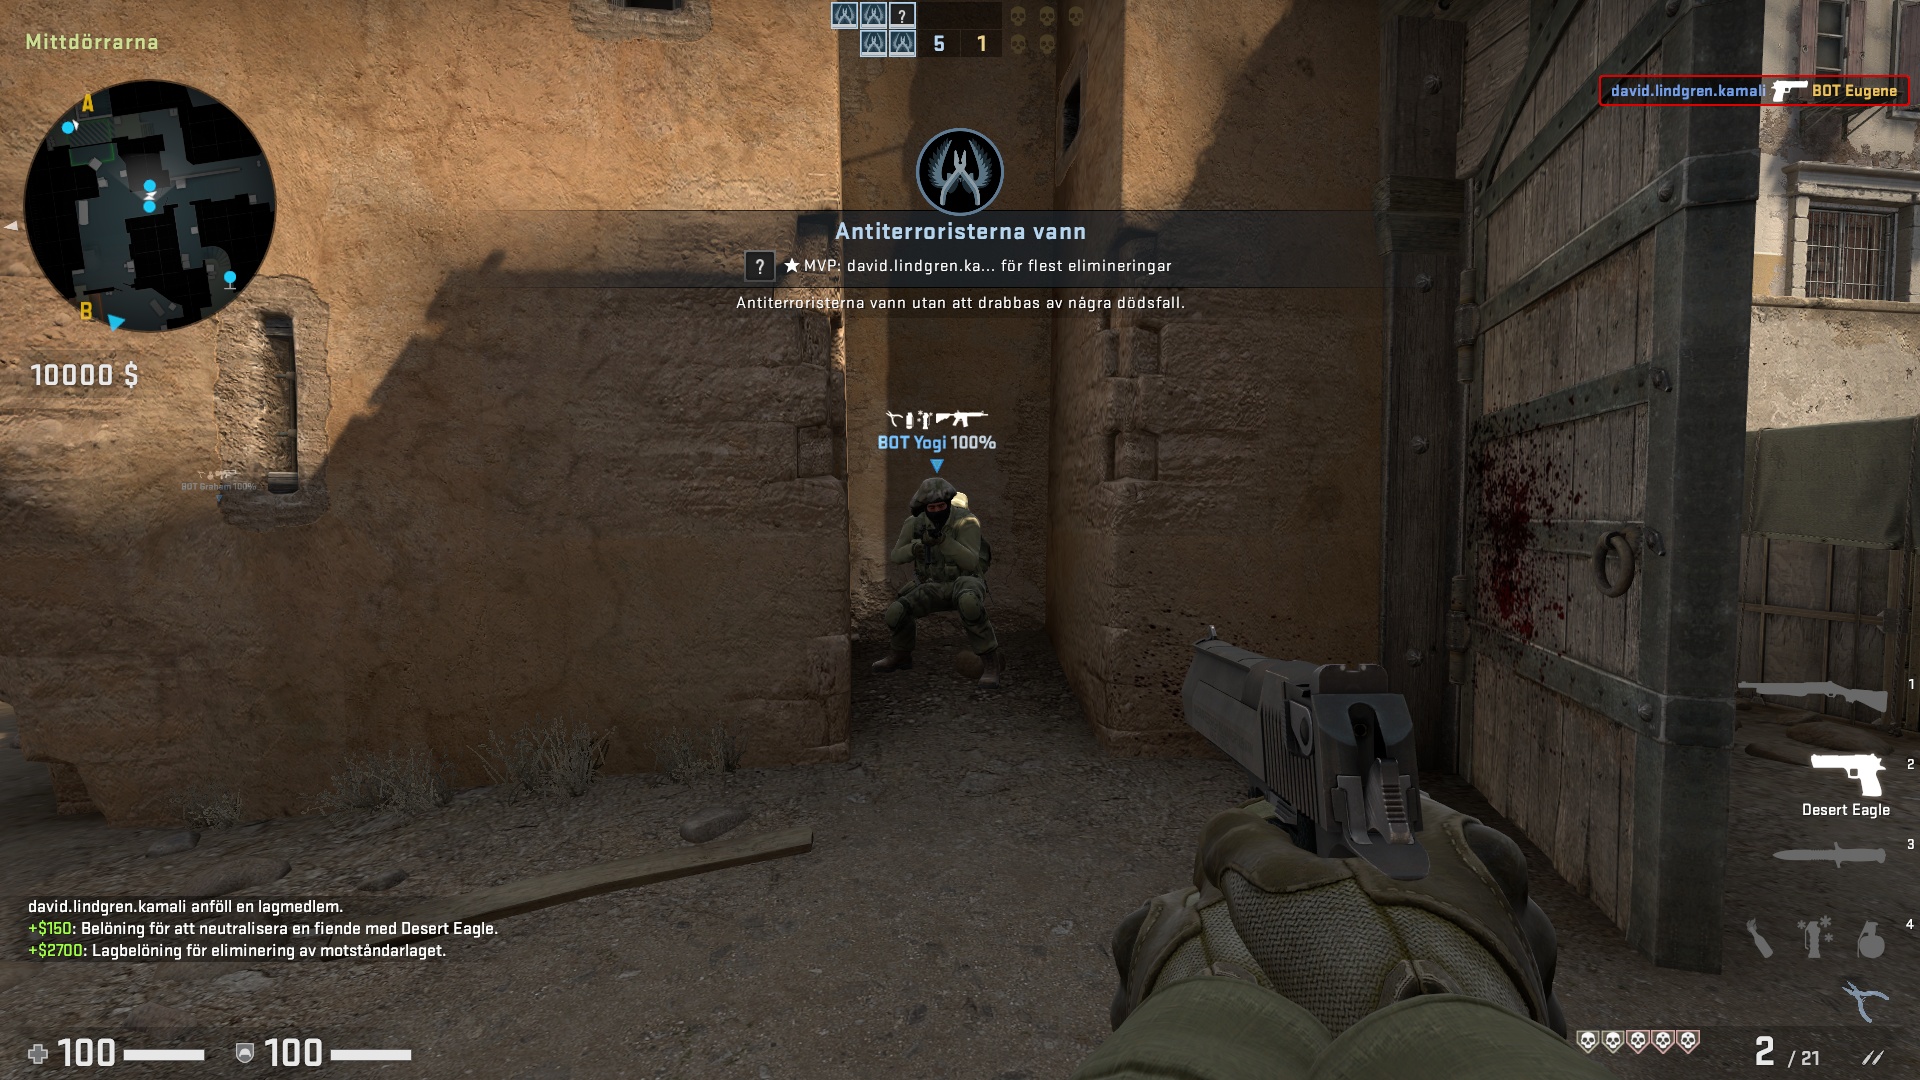 Mittdörrarna
?
5 1
A
B
david.lindgren.kamali BOT Eugene
Antiterroristerna vann
? ★ MVP: david.lindgren.ka... för flest elimineringar
Antiterroristerna vann utan att drabbas av några dödsfall.
10000 $
BOT Yogi 100%
BOT Graham 100%
1
2
Desert Eagle
3
4
david.lindgren.kamali anföll en lagmedlem.
+$150: Belöning för att neutralisera en fiende med Desert Eagle.
+$2700: Lagbelöning för eliminering av motståndarlaget.
100 100
2 / 21